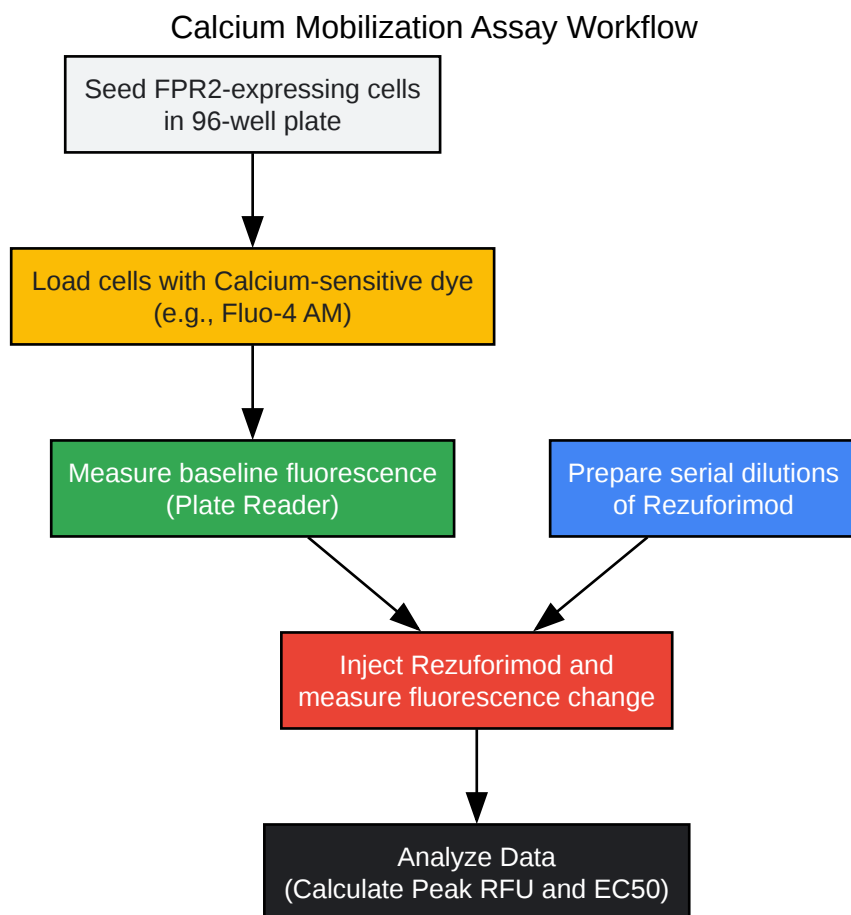 Calcium Mobilization Assay Workflow
Seed FPR2-expressing cells
in 96-well plate
Load cells with Calcium-sensitive dye
(e.g., Fluo-4 AM)
Measure baseline fluorescence
(Plate Reader)
Prepare serial dilutions
of Rezuforimod
Inject Rezuforimod and
measure fluorescence change
Analyze Data
(Calculate Peak RFU and EC50)